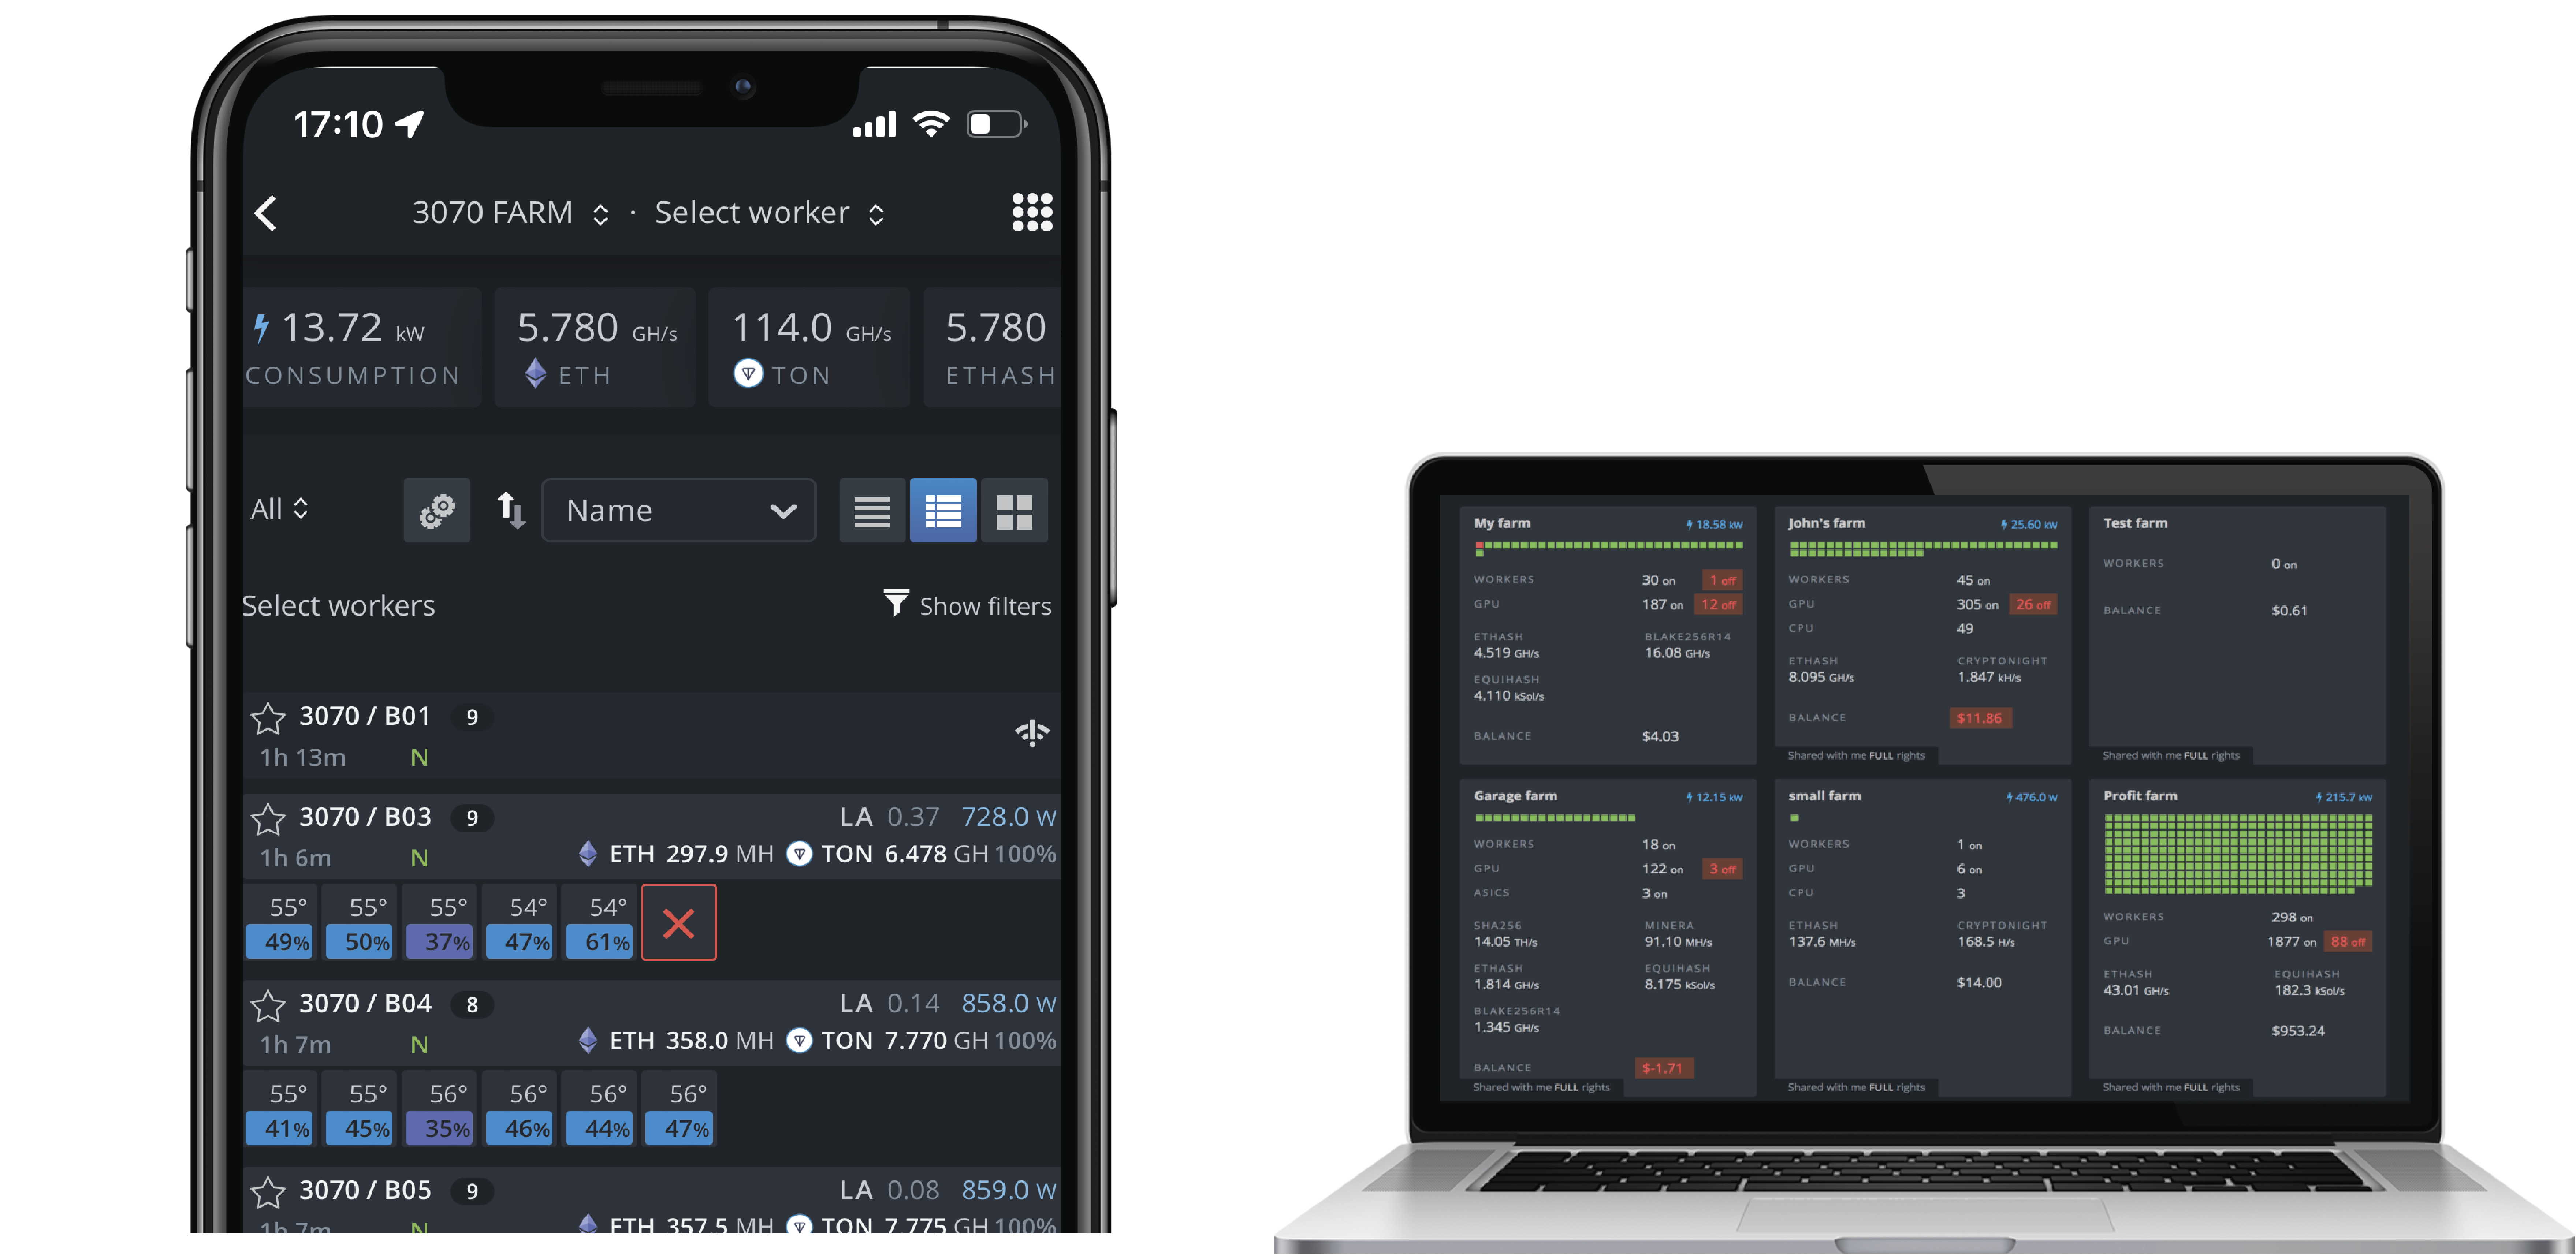 17:10
3070 FARM · Select worker
13.72 kW 5.780 GH/s 114.0 GH/s 5.780
CONSUMPTION ETH TON ETHASH
All Name
Select workers Show filters
3070 / B01 9
1h 13m N
3070 / B03 9 LA 0.37 728.0 W
1h 6m N ETH 297.9 MH TON 6.478 GH 100%
55° 55° 55° 54° 54°
49% 50% 37% 47% 61%
3070 / B04 8 LA 0.14 858.0 W
1h 7m N ETH 358.0 MH TON 7.770 GH 100%
55° 55° 56° 56° 56° 56°
41% 45% 35% 46% 44% 47%
3070 / B05 9 LA 0.08 859.0 W
1h 7m N ETH 357.5 MH TON 7.775 GH 100%
My farm 18.58 kW
WORKERS 30 on 1 off
GPU 187 on 12 off
ETHASH BLAKE256R14
4.519 GH/s 16.08 GH/s
EQUIHASH
4.110 kSol/s
BALANCE $4.03
John's farm 25.60 kW
WORKERS 45 on
GPU 305 on 26 off
CPU 49
ETHASH CRYPTONIGHT
8.095 GH/s 1.847 kH/s
BALANCE $11.86
Shared with me FULL rights
Test farm
WORKERS 0 on
BALANCE $0.61
Shared with me FULL rights
Garage farm 12.15 kW
WORKERS 18 on
GPU 122 on 3 off
ASICS 3 on
SHA256 MINERA
14.05 TH/s 91.10 MH/s
ETHASH EQUIHASH
1.814 GH/s 8.175 kSol/s
BLAKE256R14
1.345 GH/s
BALANCE $-1.71
Shared with me FULL rights
small farm 476.0 W
WORKERS 1 on
GPU 6 on
CPU 3
ETHASH CRYPTONIGHT
137.6 MH/s 168.5 H/s
BALANCE $14.00
Shared with me FULL rights
Profit farm 215.7 kW
WORKERS 298 on
GPU 1877 on 88 off
ETHASH EQUIHASH
43.01 GH/s 182.3 kSol/s
BALANCE $953.24
Shared with me FULL rights